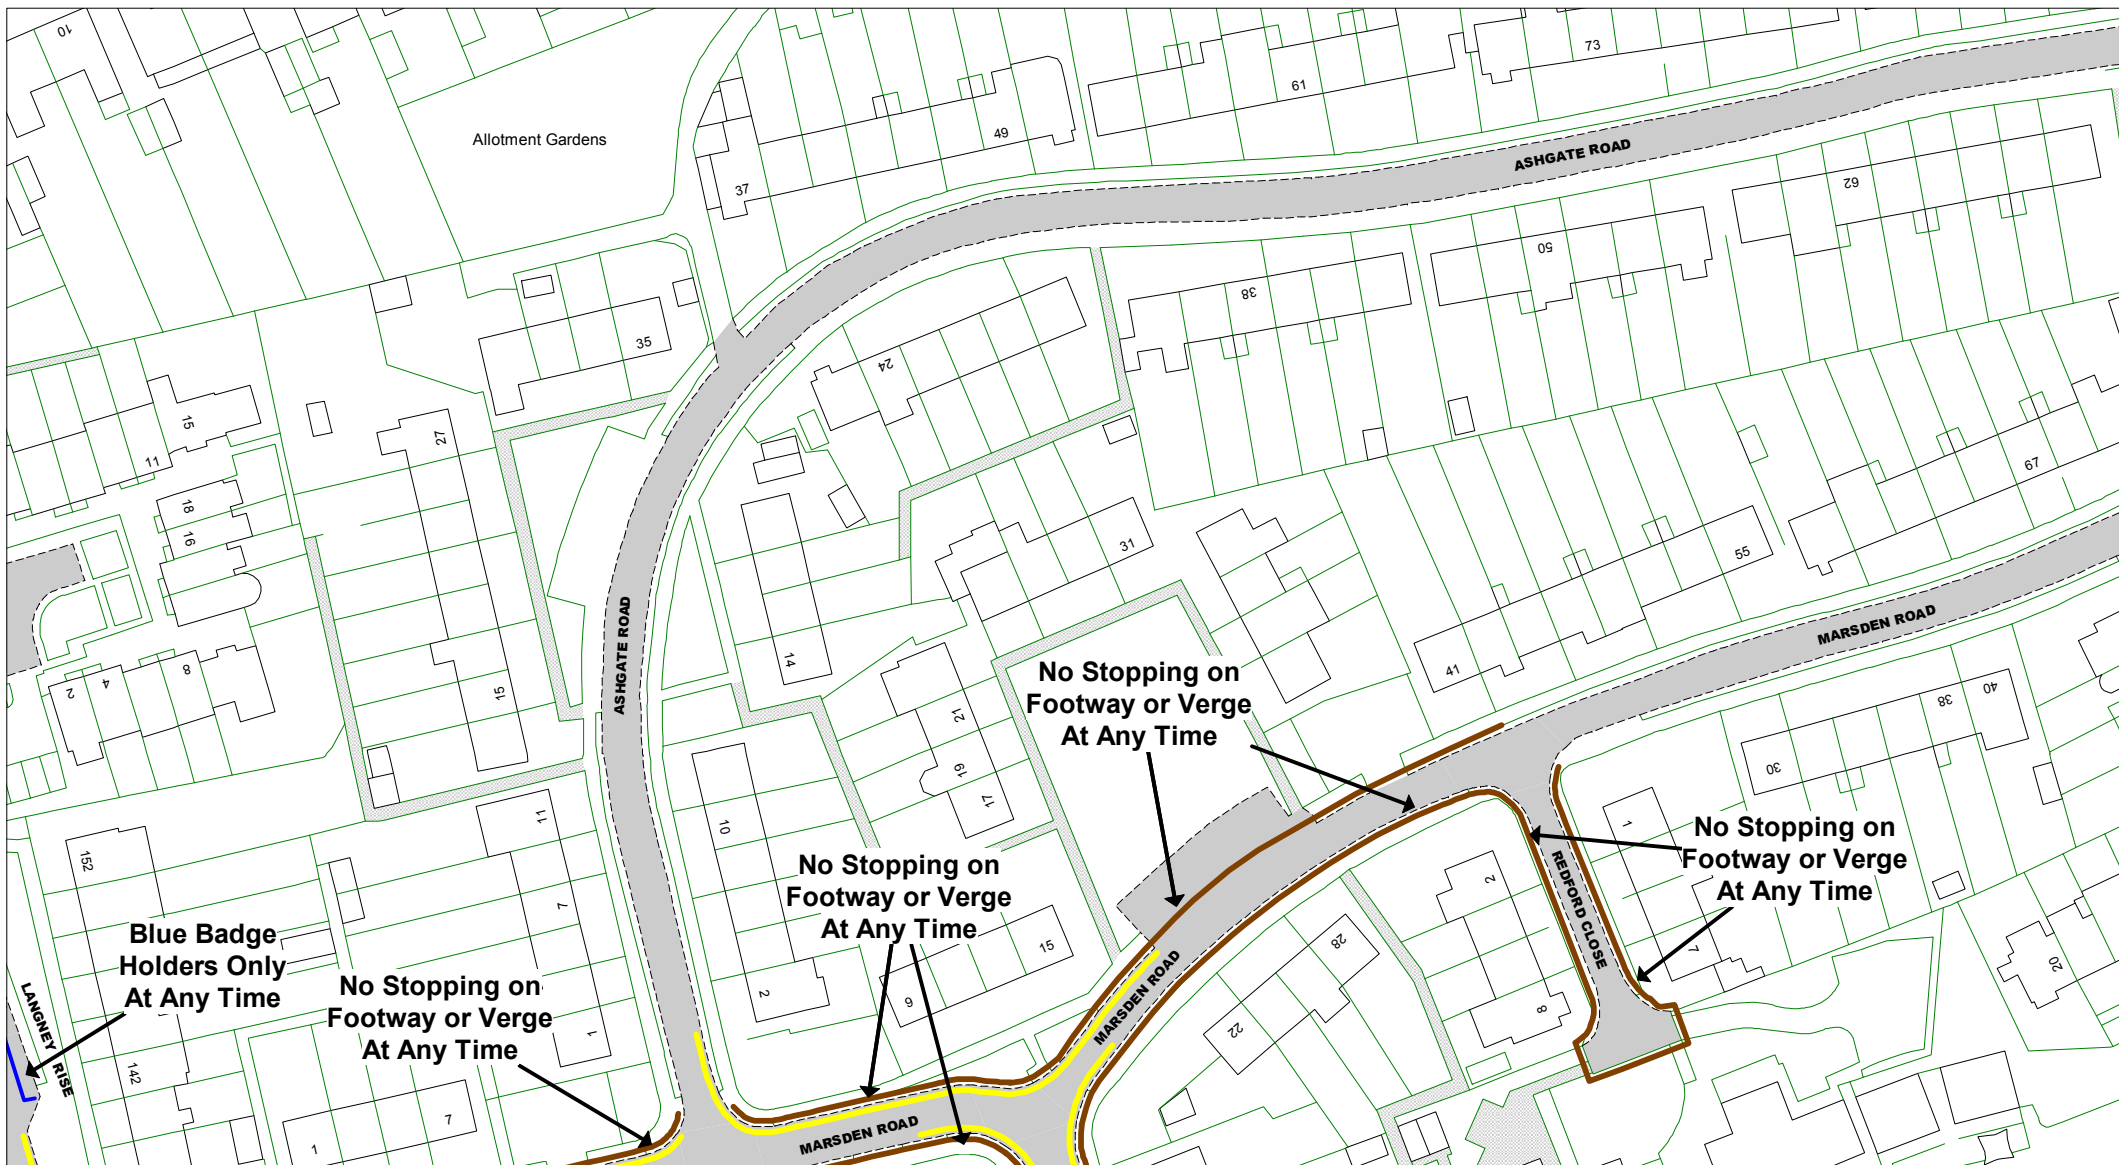 10
73
61
Allotment Gardens
49
ASHGATE ROAD
37
62
50
38
35
24
15
27
11
67
18
31
16
55
ASHGATE ROAD
MARSDEN ROAD
14
41
8
4
2
15
21
19
17
40
38
30
No Stopping on
Footway or Verge
At Any Time
11
10
1
No Stopping on
Footway or Verge
At Any Time
152
2
REDFORD CLOSE
No Stopping on
Footway or Verge
At Any Time
7
15
28
7
20
Blue Badge
Holders Only
At Any Time
LANGNEY RISE
No Stopping on
Footway or Verge
At Any Time
2
9
MARSDEN ROAD
22
8
1
142
7
1
MARSDEN ROAD